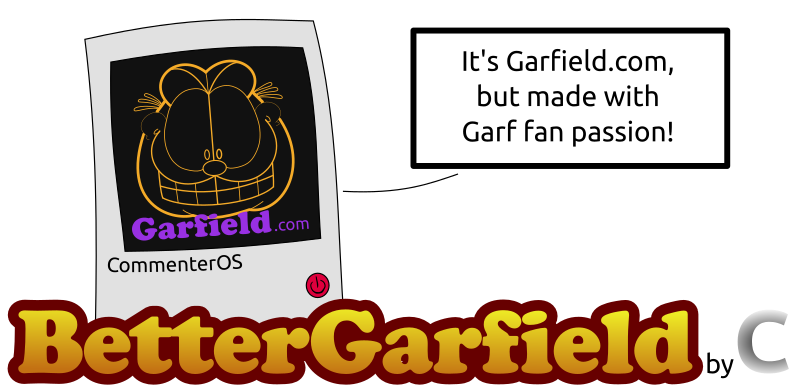 It's Garfield.com,
but made with
Garf fan passion!
Garfield.com
CommenterOS
BetterGarfield by C